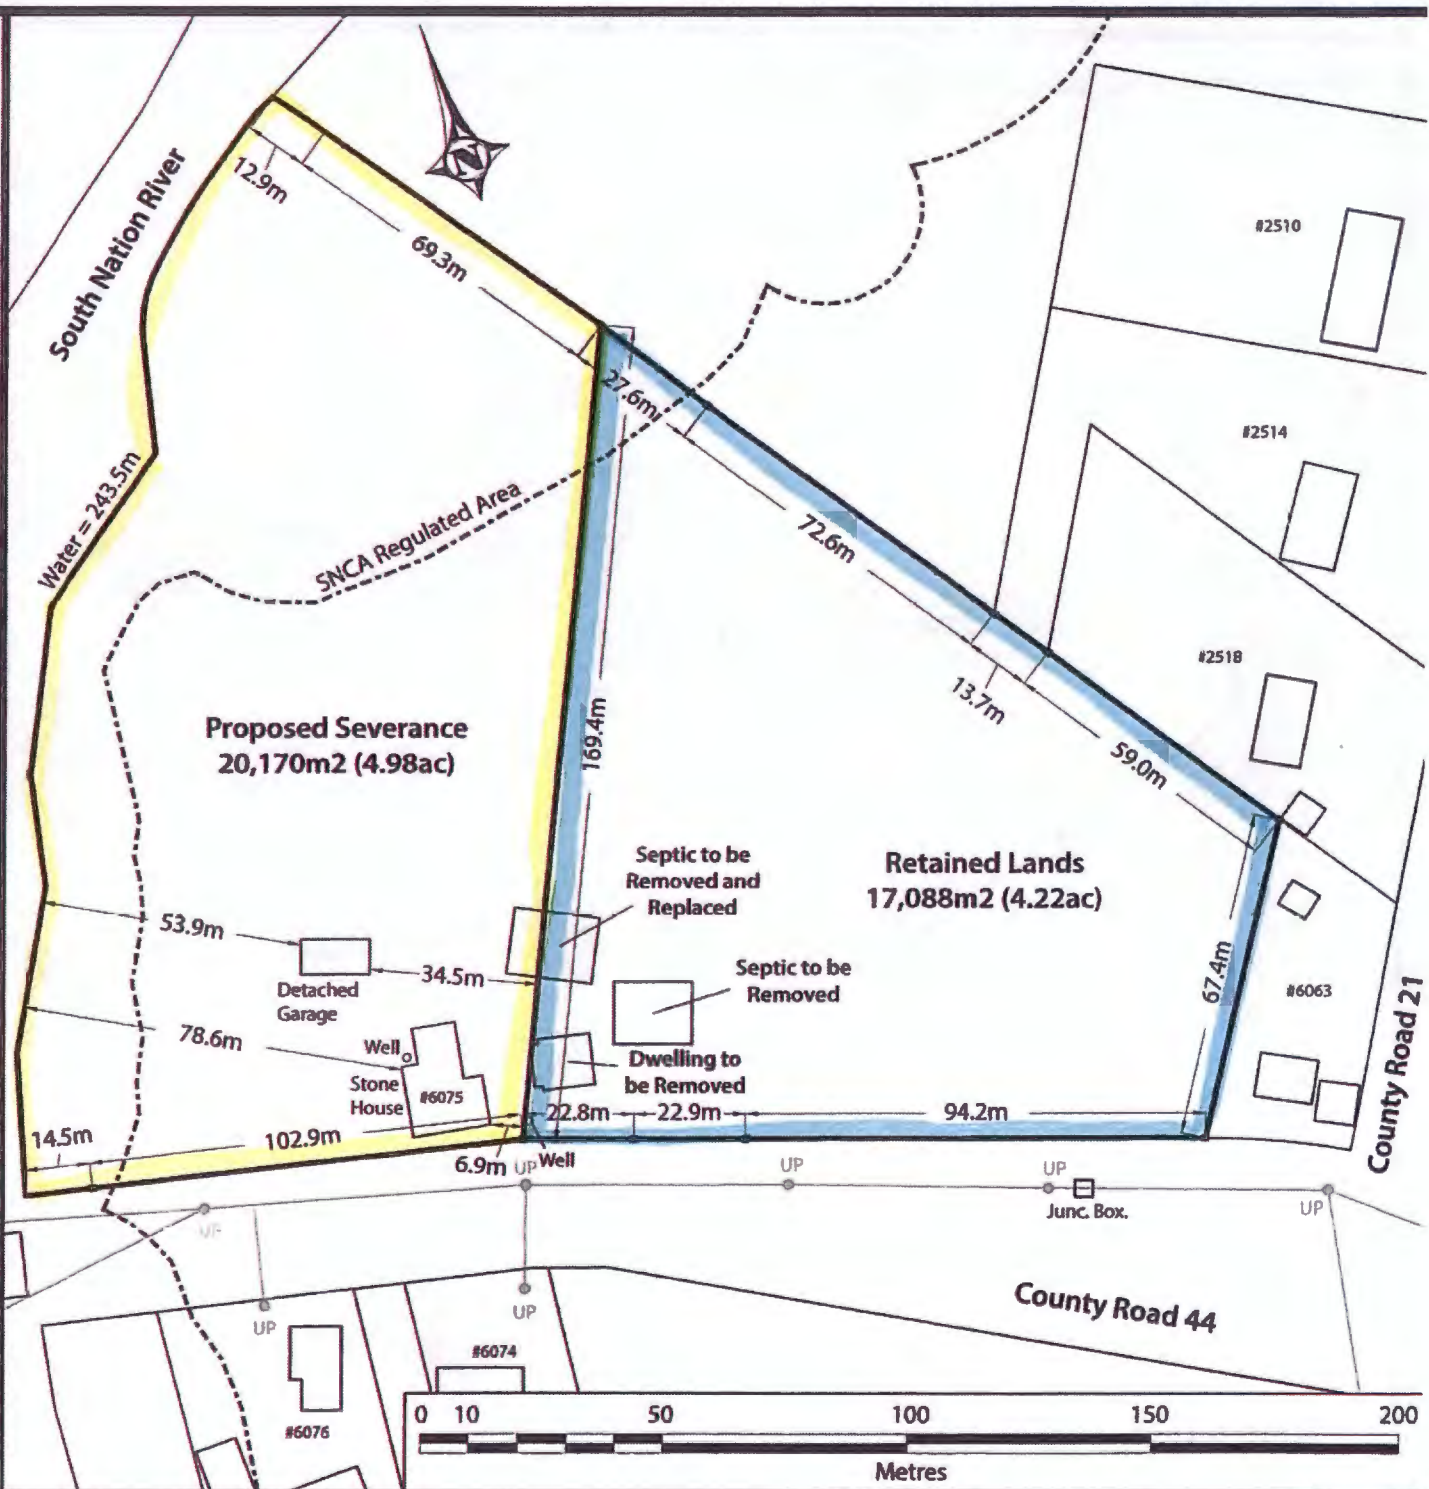 N
South Nation River
12.9m
69.3m
#2510
27.6m
#2514
72.6m
Water = 243.5m
SNCA Regulated Area
#2518
13.7m
59.0m
Proposed Severance
20,170m2 (4.98ac)
169.4m
Septic to be
Removed and
Replaced
Retained Lands
17,088m2 (4.22ac)
53.9m
34.5m
Detached
Garage
Septic to be
Removed
67.4m
#6063
78.6m
Well
Stone
House
#6075
Dwelling to
be Removed
County Road 21
14.5m
102.9m
22.8m
22.9m
94.2m
6.9m
UP
Well
UP
UP
Junc. Box.
UP
UP
UP
UP
County Road 44
#6074
#6076
0 10 50 100 150 200
Metres